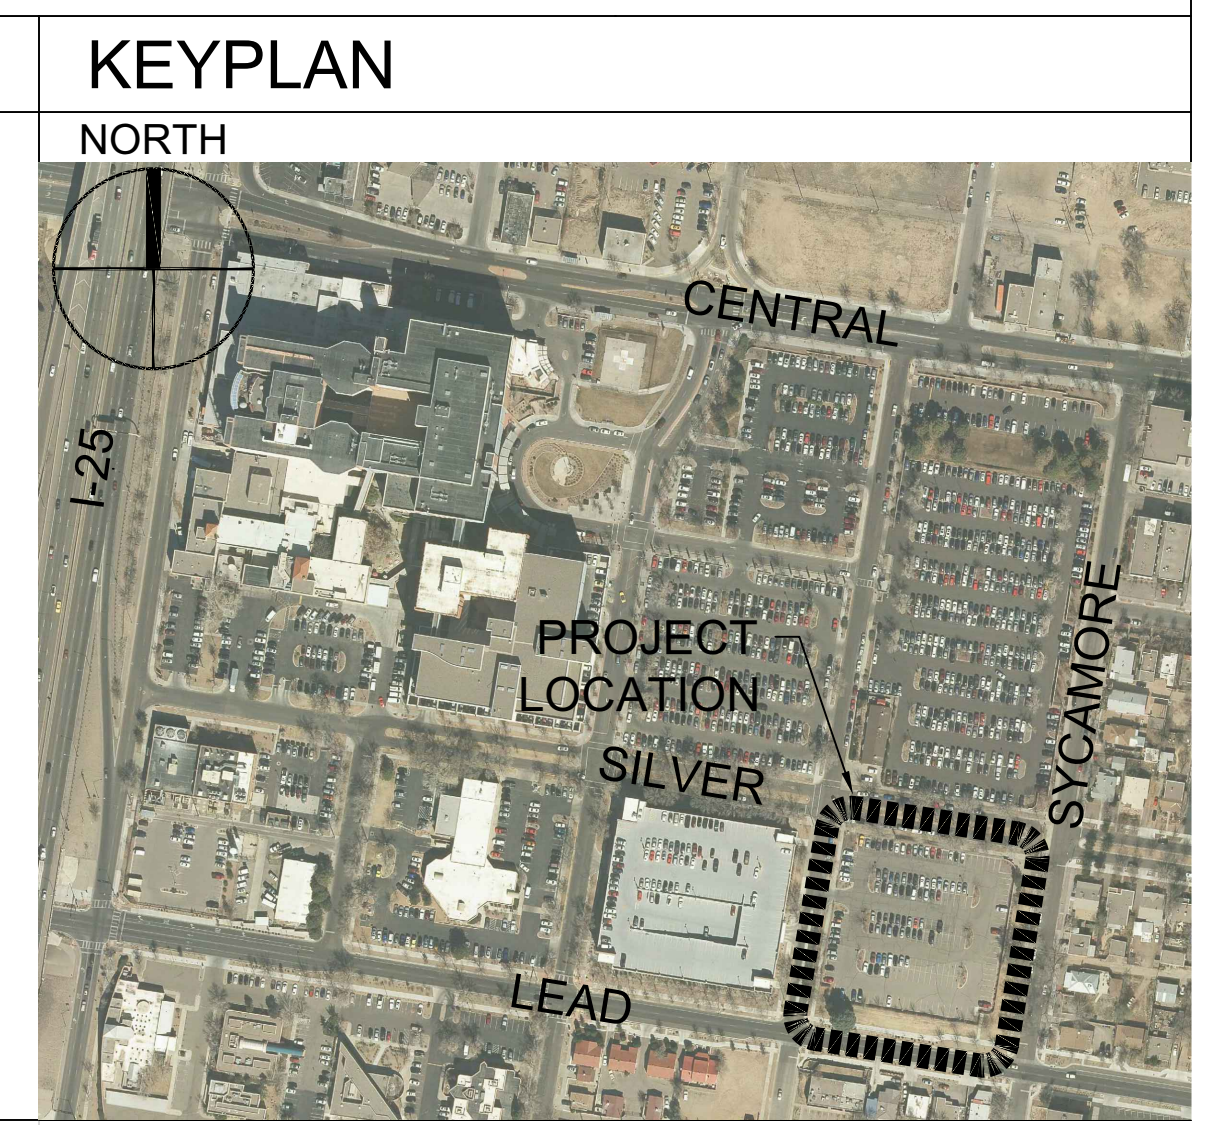 KEYPLAN
NORTH
CENTRAL
I-25
PROJECT
LOCATION
SYCAMORE
SILVER
LEAD